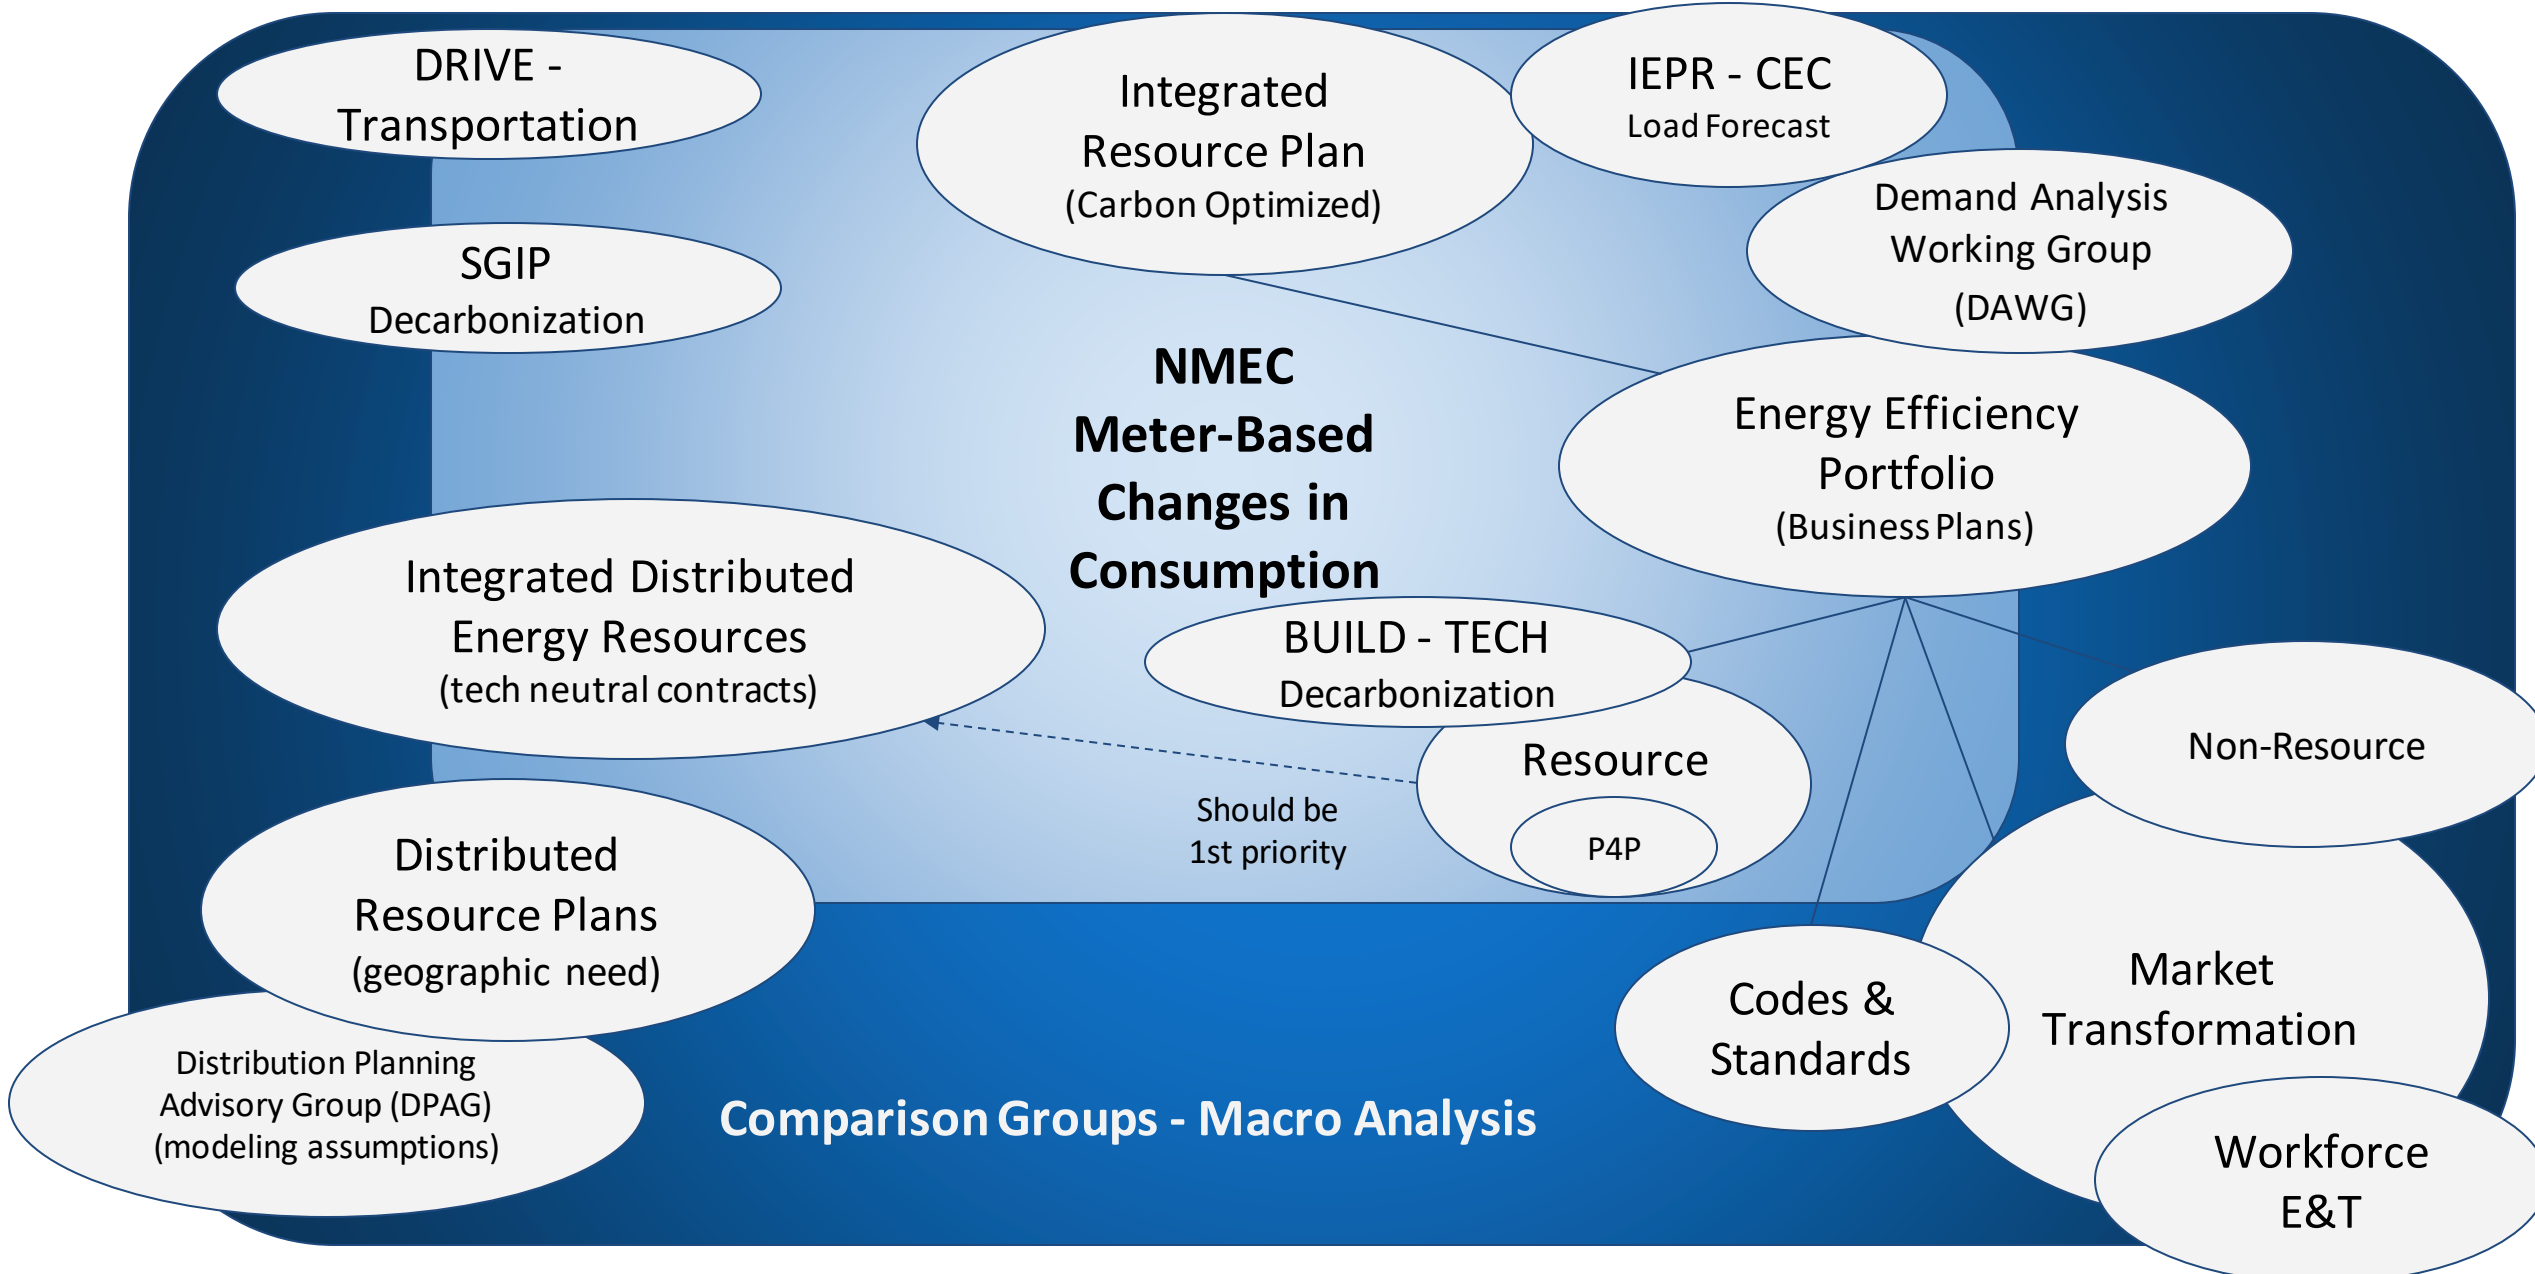 DRIVE -
Transportation
Integrated
Resource Plan
(Carbon Optimized)
IEPR - CEC
Load Forecast
Demand Analysis
Working Group
(DAWG)
SGIP
Decarbonization
NMEC
Meter-Based
Changes in
Consumption
Energy Efficiency
Portfolio
(Business Plans)
Integrated Distributed
Energy Resources
(tech neutral contracts)
BUILD - TECH
Decarbonization
Resource
P4P
Should be
1st priority
Non-Resource
Distributed
Resource Plans
(geographic need)
Codes &
Standards
Market
Transformation
Distribution Planning
Advisory Group (DPAG)
(modeling assumptions)
Comparison Groups - Macro Analysis
Workforce
E&T